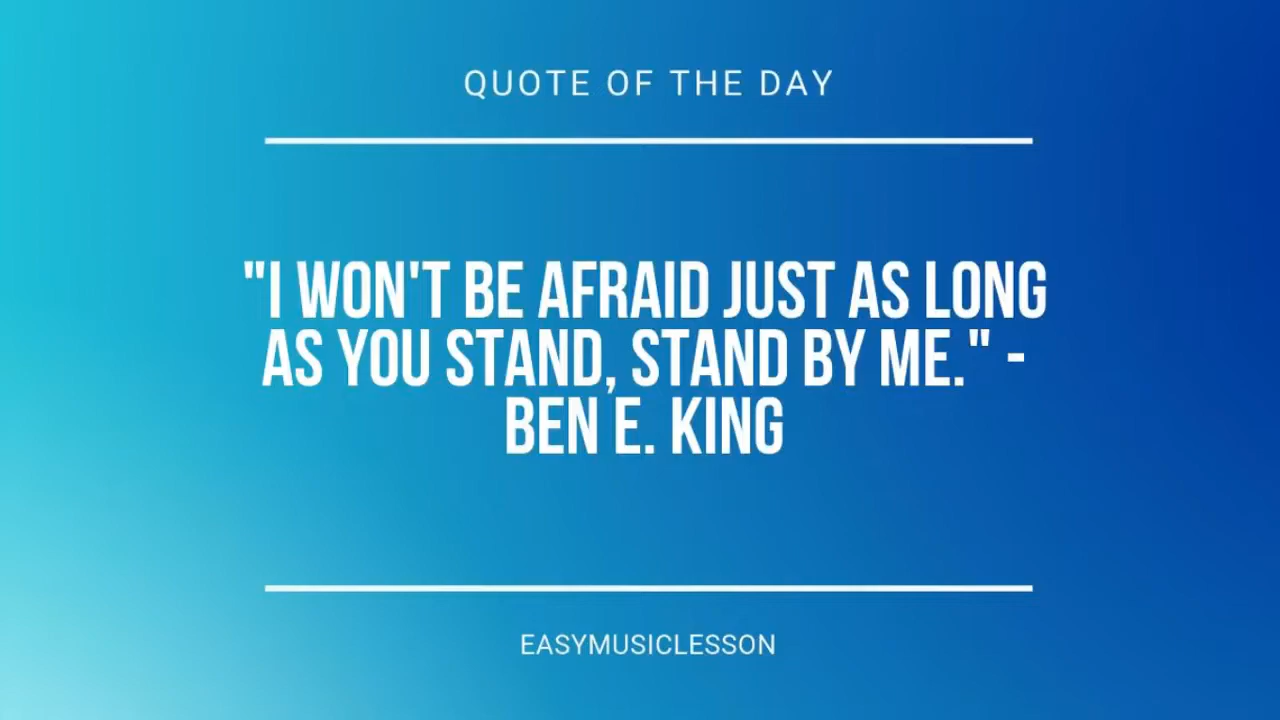 QUOTE OF THE DAY
"I WON'T BE AFRAID JUST AS LONG
AS YOU STAND, STAND BY ME." -
BEN E. KING
EASYMUSICLESSON